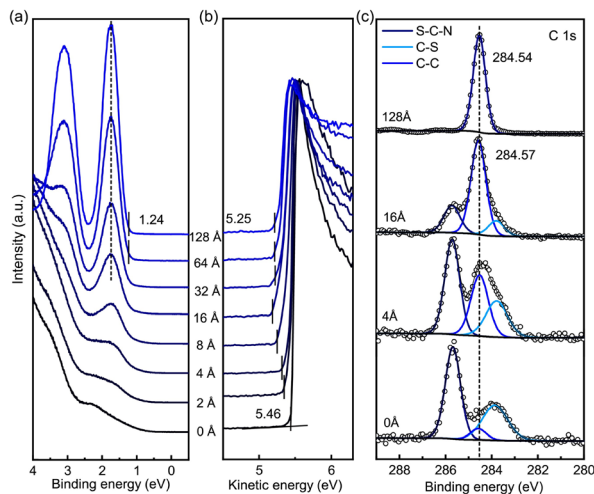 (a)
(b)
(c)
S-C-N
C-S
C-C
C 1s
284.54
128Å
284.57
16Å
4Å
0Å
1.24
5.25
128 Å
64 Å
32 Å
16 Å
8 Å
4 Å
2 Å
0 Å
5.46
Intensity (a.u.)
4 3 2 1 0
Binding energy (eV)
5 6
Kinetic energy (eV)
288 286 284 282 280
Binding energy (eV)